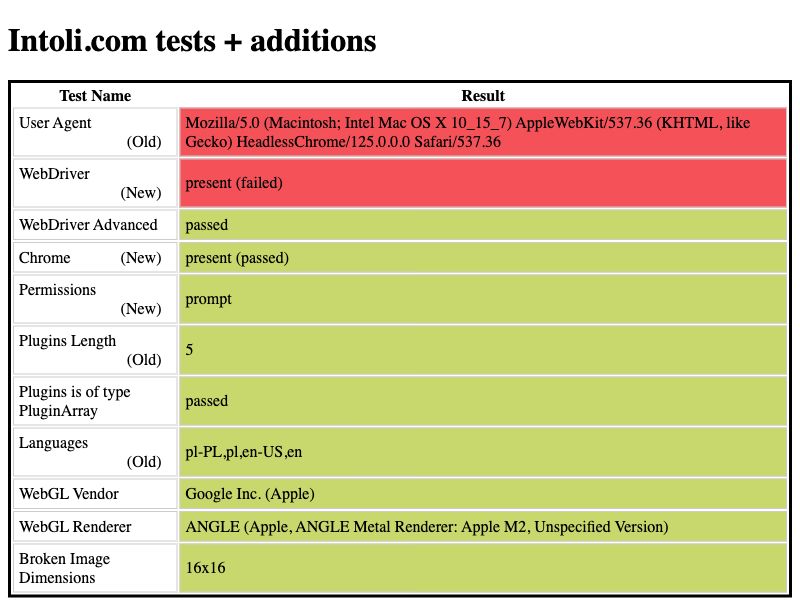 Intoli.com tests + additions
Test Name Result
User Agent (Old) Mozilla/5.0 (Macintosh; Intel Mac OS X 10_15_7) AppleWebKit/537.36 (KHTML, like
Gecko) HeadlessChrome/125.0.0.0 Safari/537.36
WebDriver
(New) present (failed)
WebDriver Advanced passed
Chrome (New) present (passed)
Permissions
(New) prompt
Plugins Length
(Old) 5
Plugins is of type
PluginArray passed
Languages
(Old) pl-PL,pl,en-US,en
WebGL Vendor Google Inc. (Apple)
WebGL Renderer ANGLE (Apple, ANGLE Metal Renderer: Apple M2, Unspecified Version)
Broken Image
Dimensions 16x16